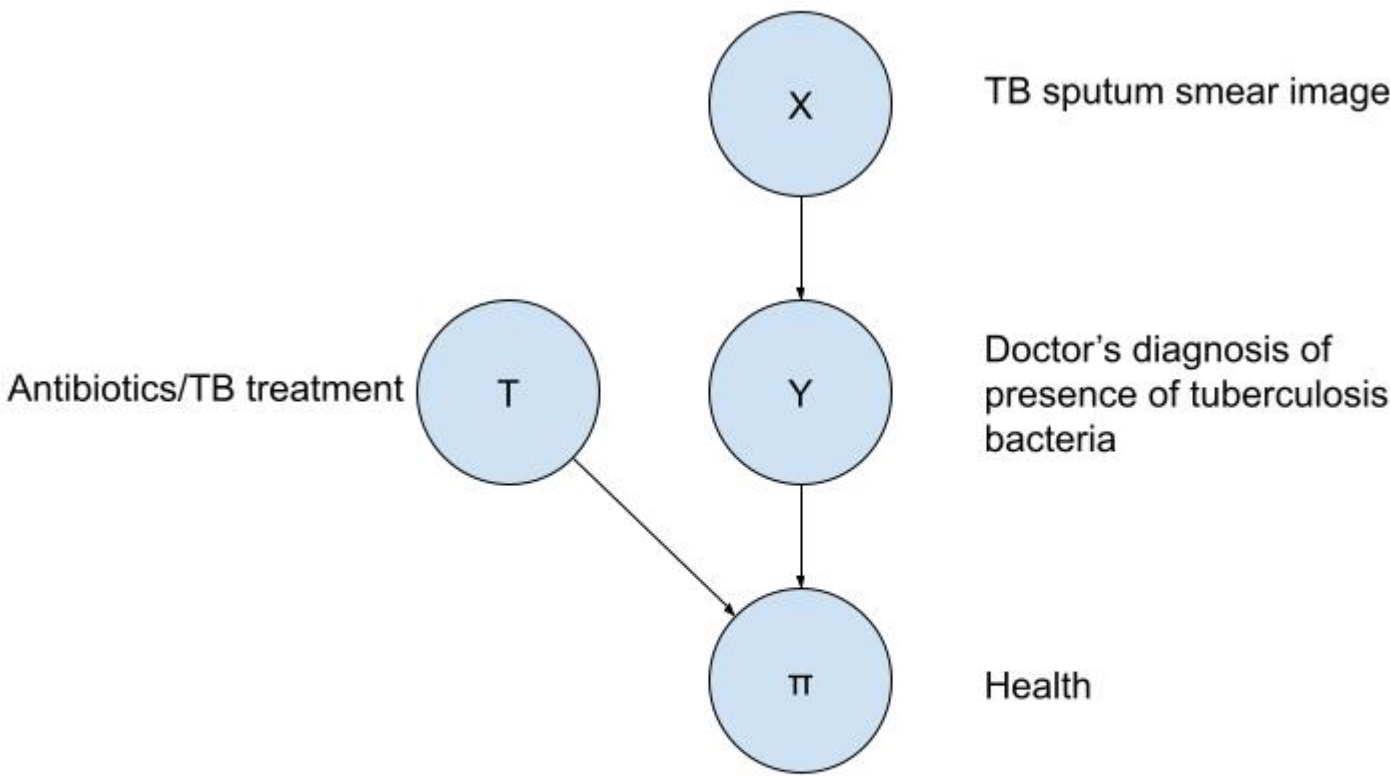 X
TB sputum smear image
Antibiotics/TB treatment
T
Y
Doctor’s diagnosis of
presence of tuberculosis
bacteria
π
Health